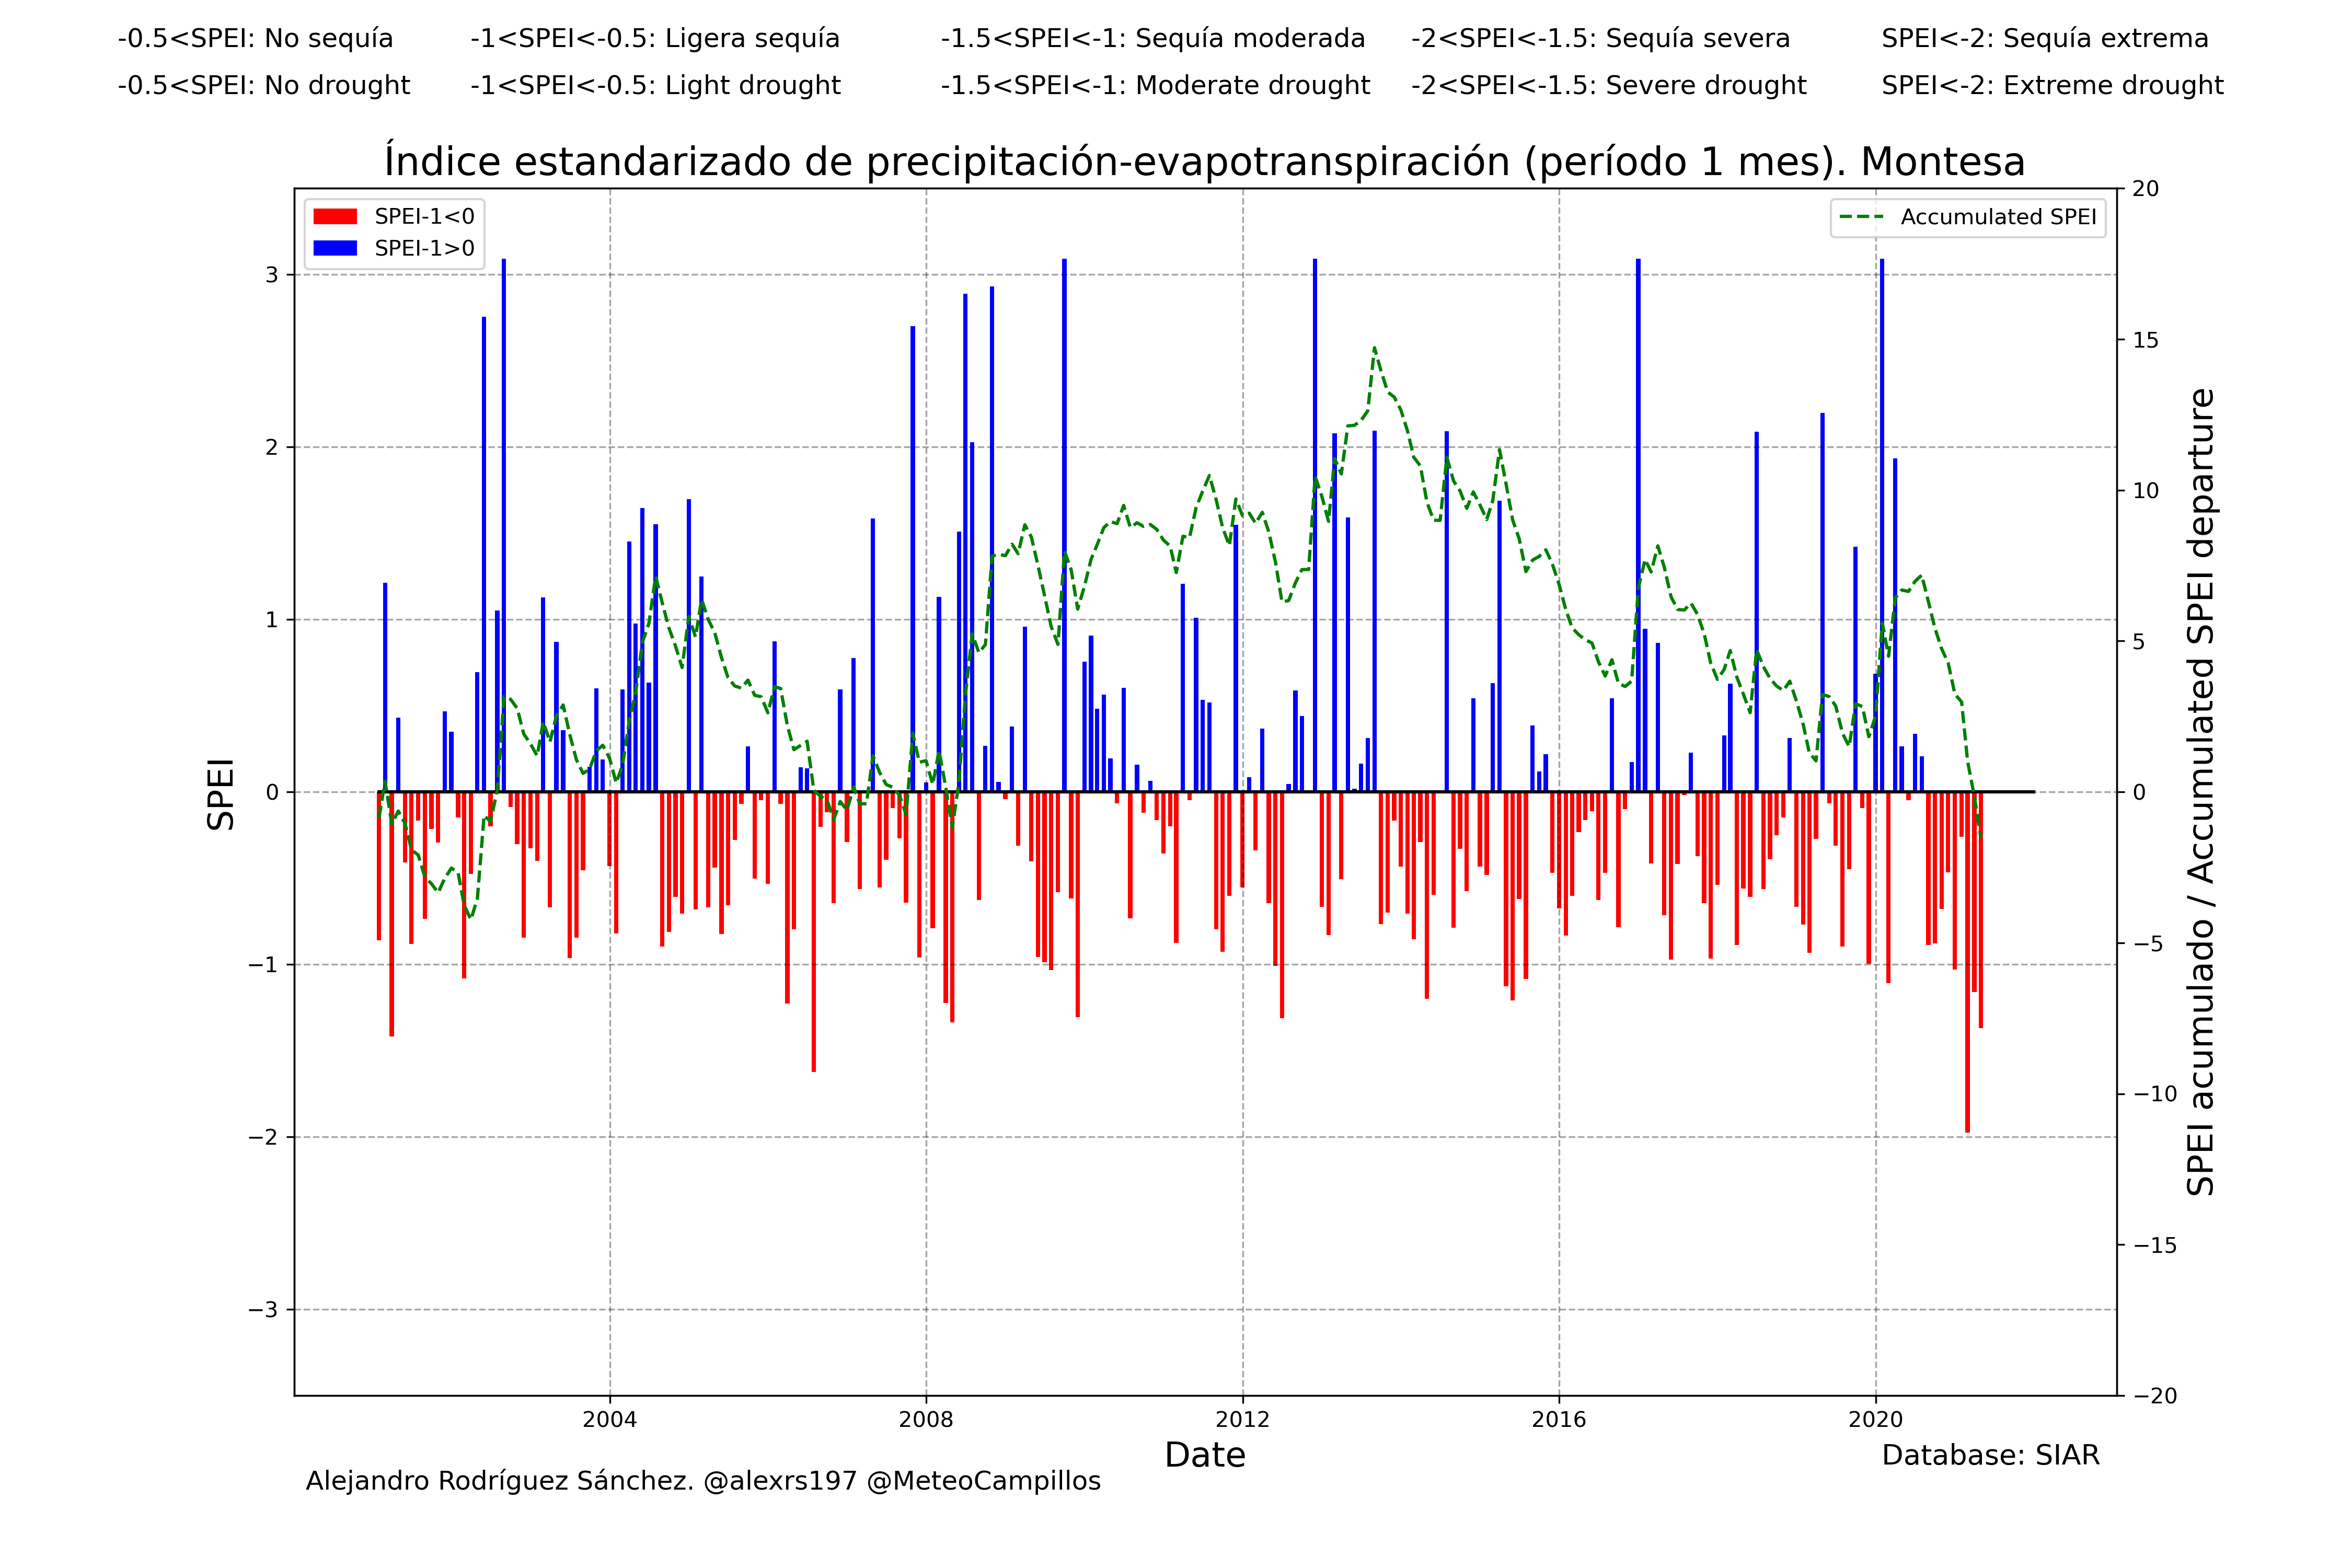 -0.5<SPEI: No sequía -1<SPEI<-0.5: Ligera sequía -1.5<SPEI<-1: Sequía moderada -2<SPEI<-1.5: Sequía severa SPEI<-2: Sequía extrema
-0.5<SPEI: No drought -1<SPEI<-0.5: Light drought -1.5<SPEI<-1: Moderate drought -2<SPEI<-1.5: Severe drought SPEI<-2: Extreme drought
Índice estandarizado de precipitación-evapotranspiración (período 1 mes). Montesa
SPEI-1<0
SPEI-1>0
Accumulated SPEI
SPEI
3
2
1
0
−1
−2
−3
20
15
10
5
0
−5
−10
−15
−20
SPEI acumulado / Accumulated SPEI departure
2004 2008 2012 2016 2020
Date
Database: SIAR
Alejandro Rodríguez Sánchez. @alexrs197 @MeteoCampillos